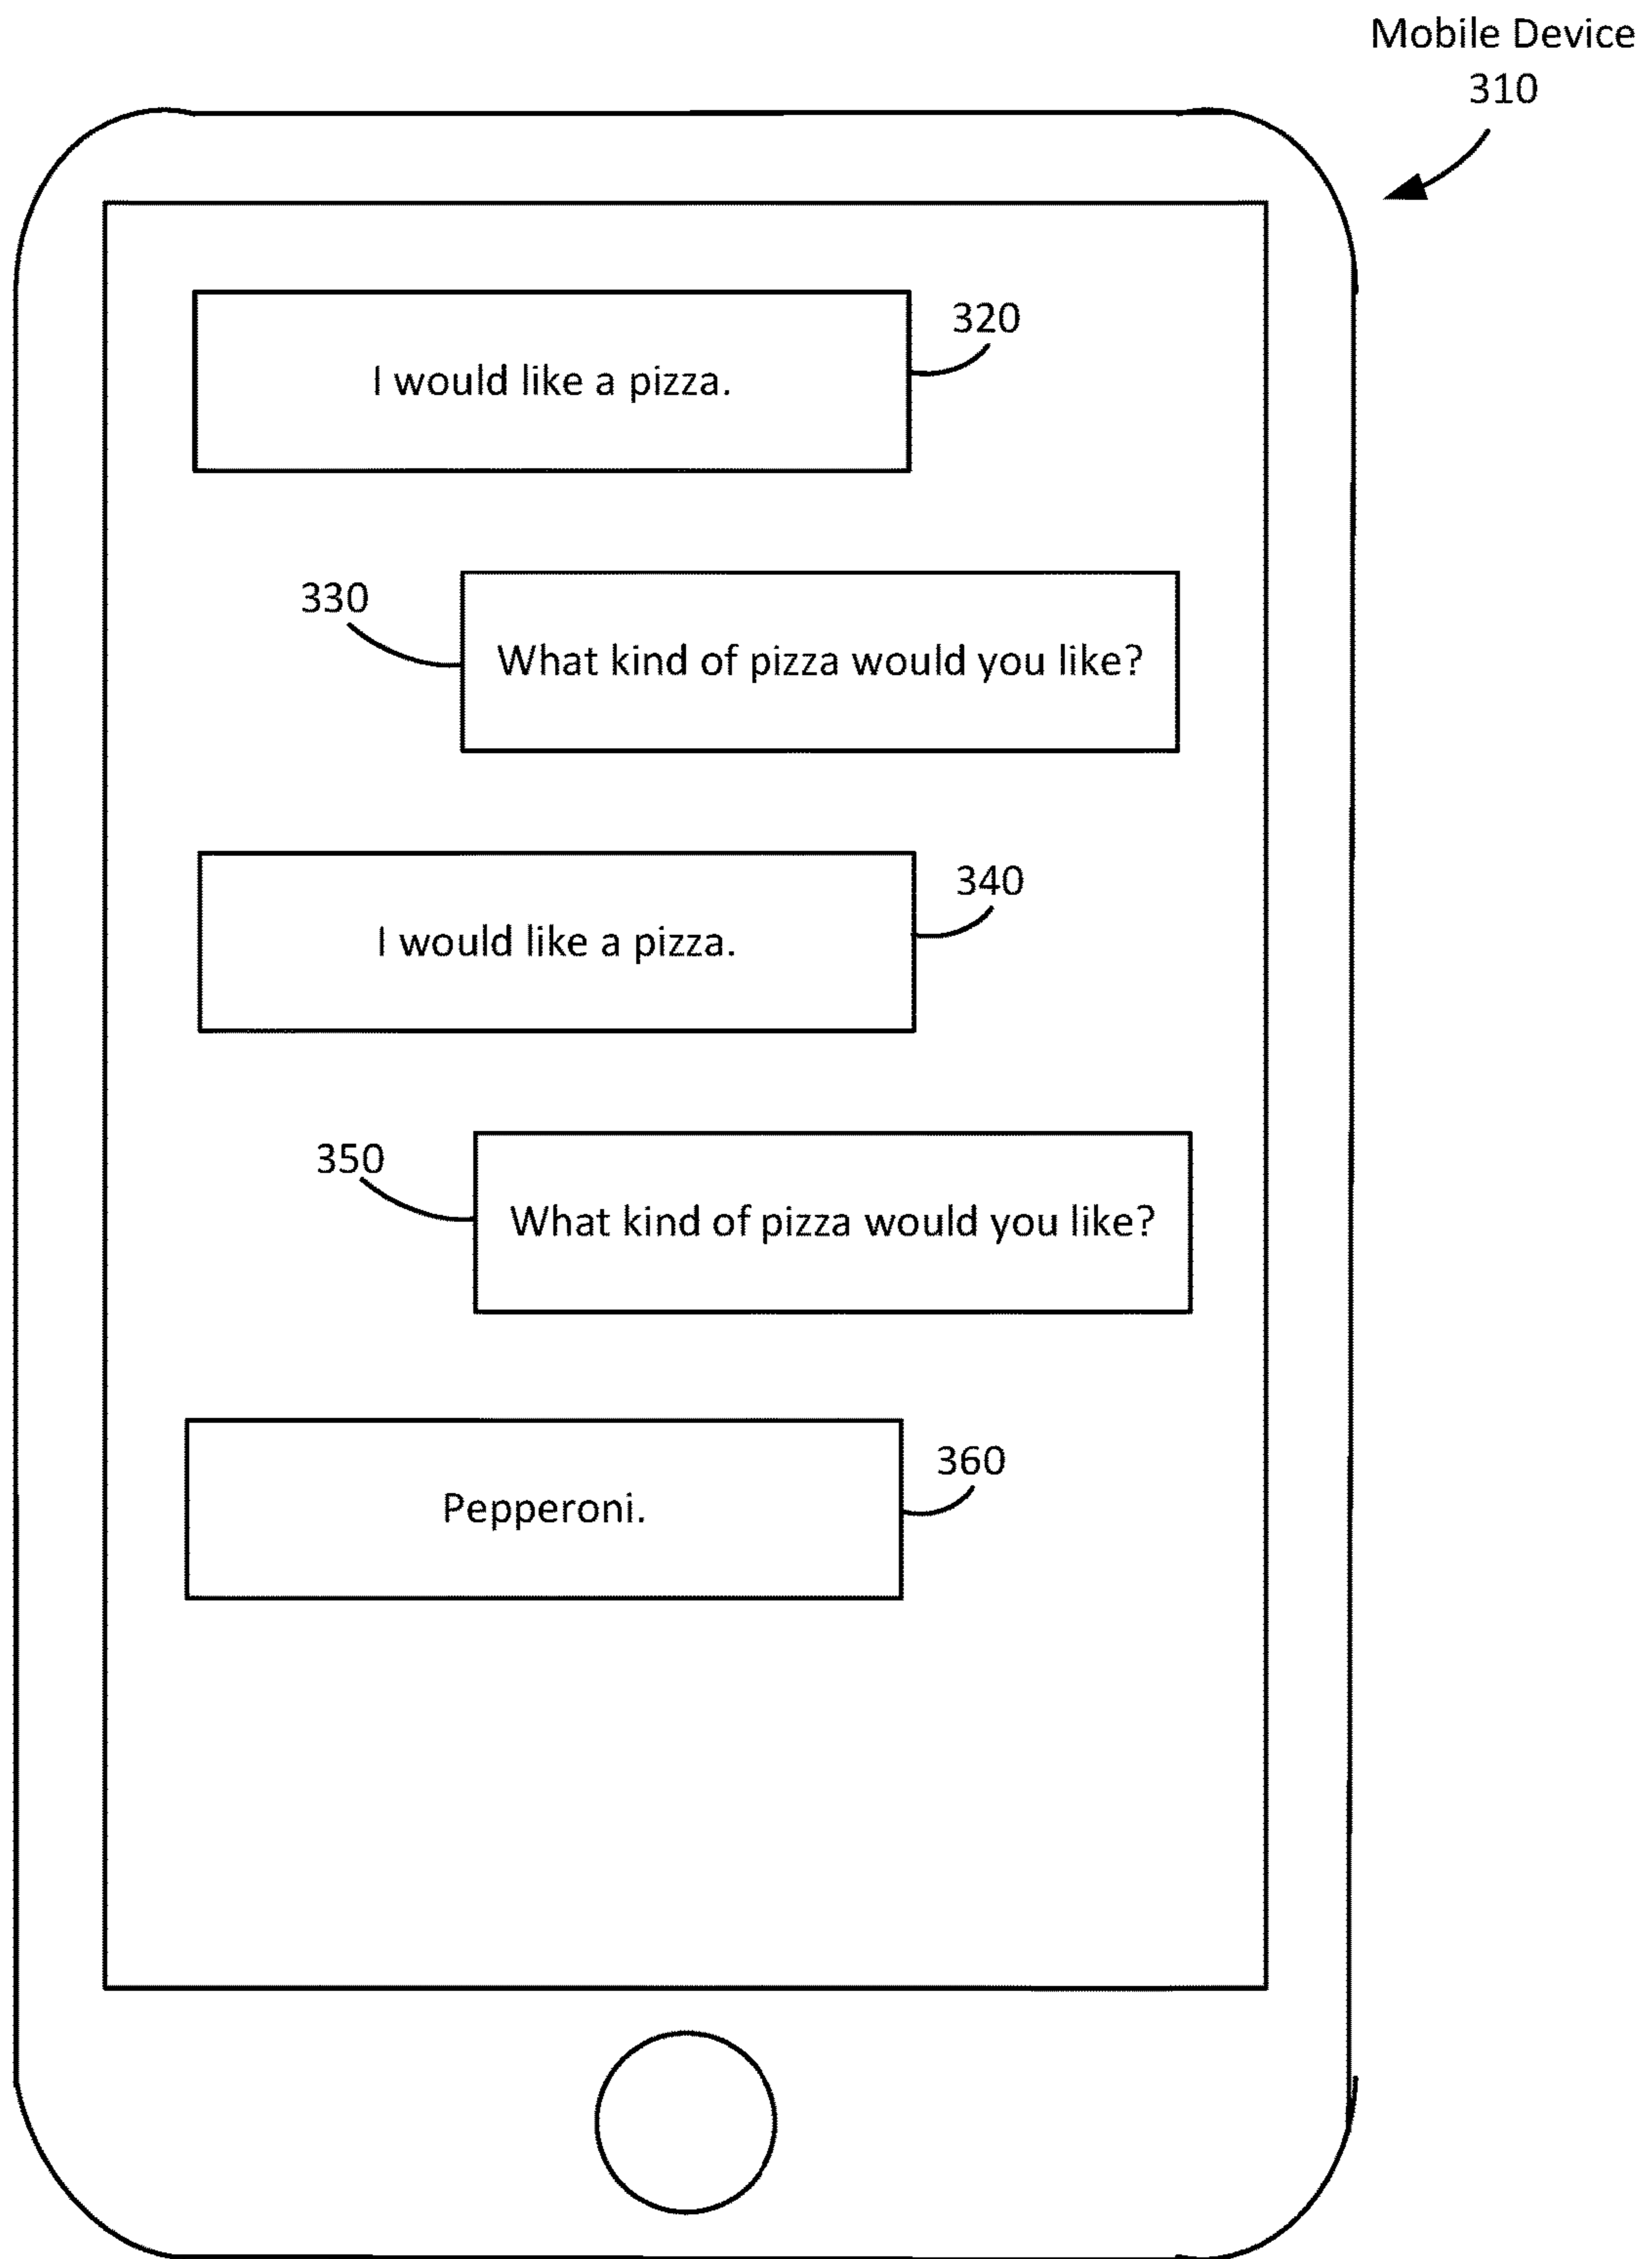 Mobile Device
310
320
I would like a pizza.
330
What kind of pizza would you like?
340
I would like a pizza.
350
What kind of pizza would you like?
360
Pepperoni.